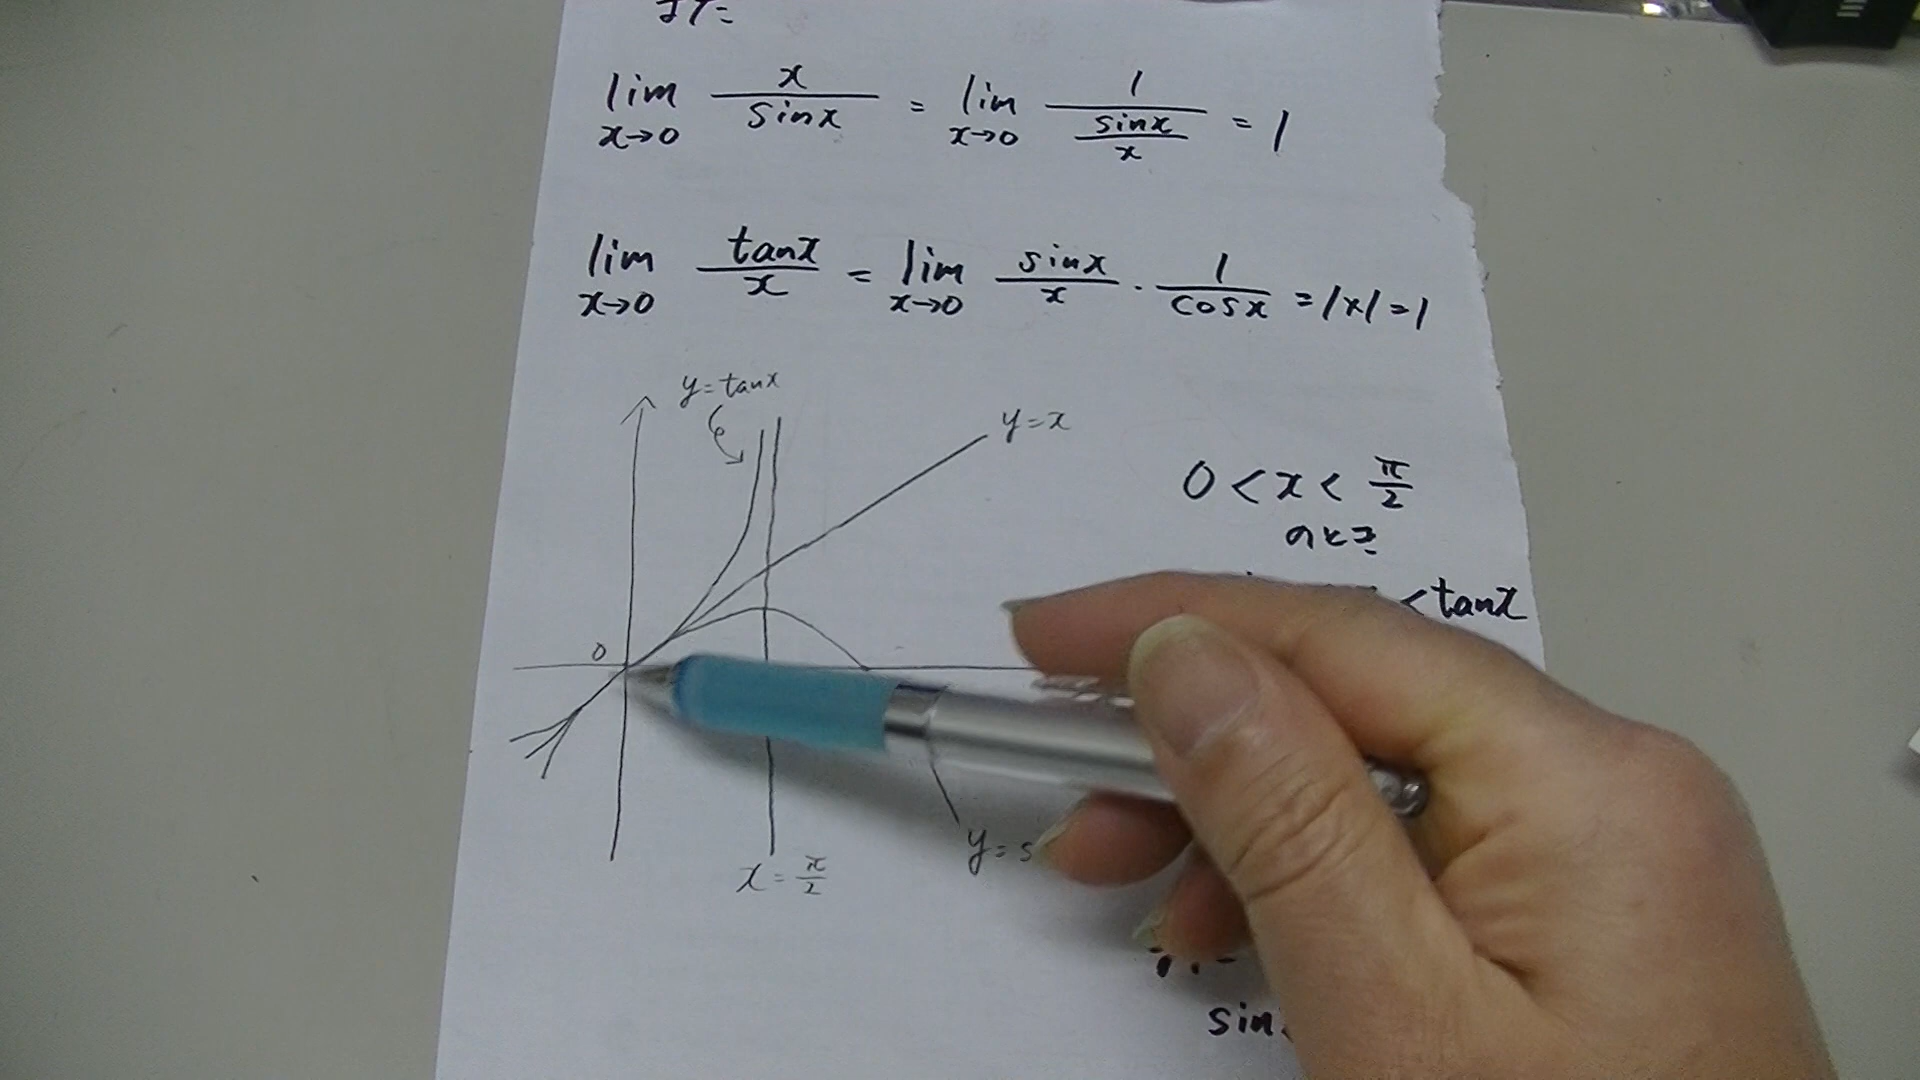 lim x→0 x/sinx = lim x→0 1/(sinx/x) = 1
lim x→0 tanx/x = lim x→0 sinx/x · 1/cosx = 1×1=1
y=tanx
y=x
0<x<π/2
のとき
<tanx
0
y=s
x=π/2
sin